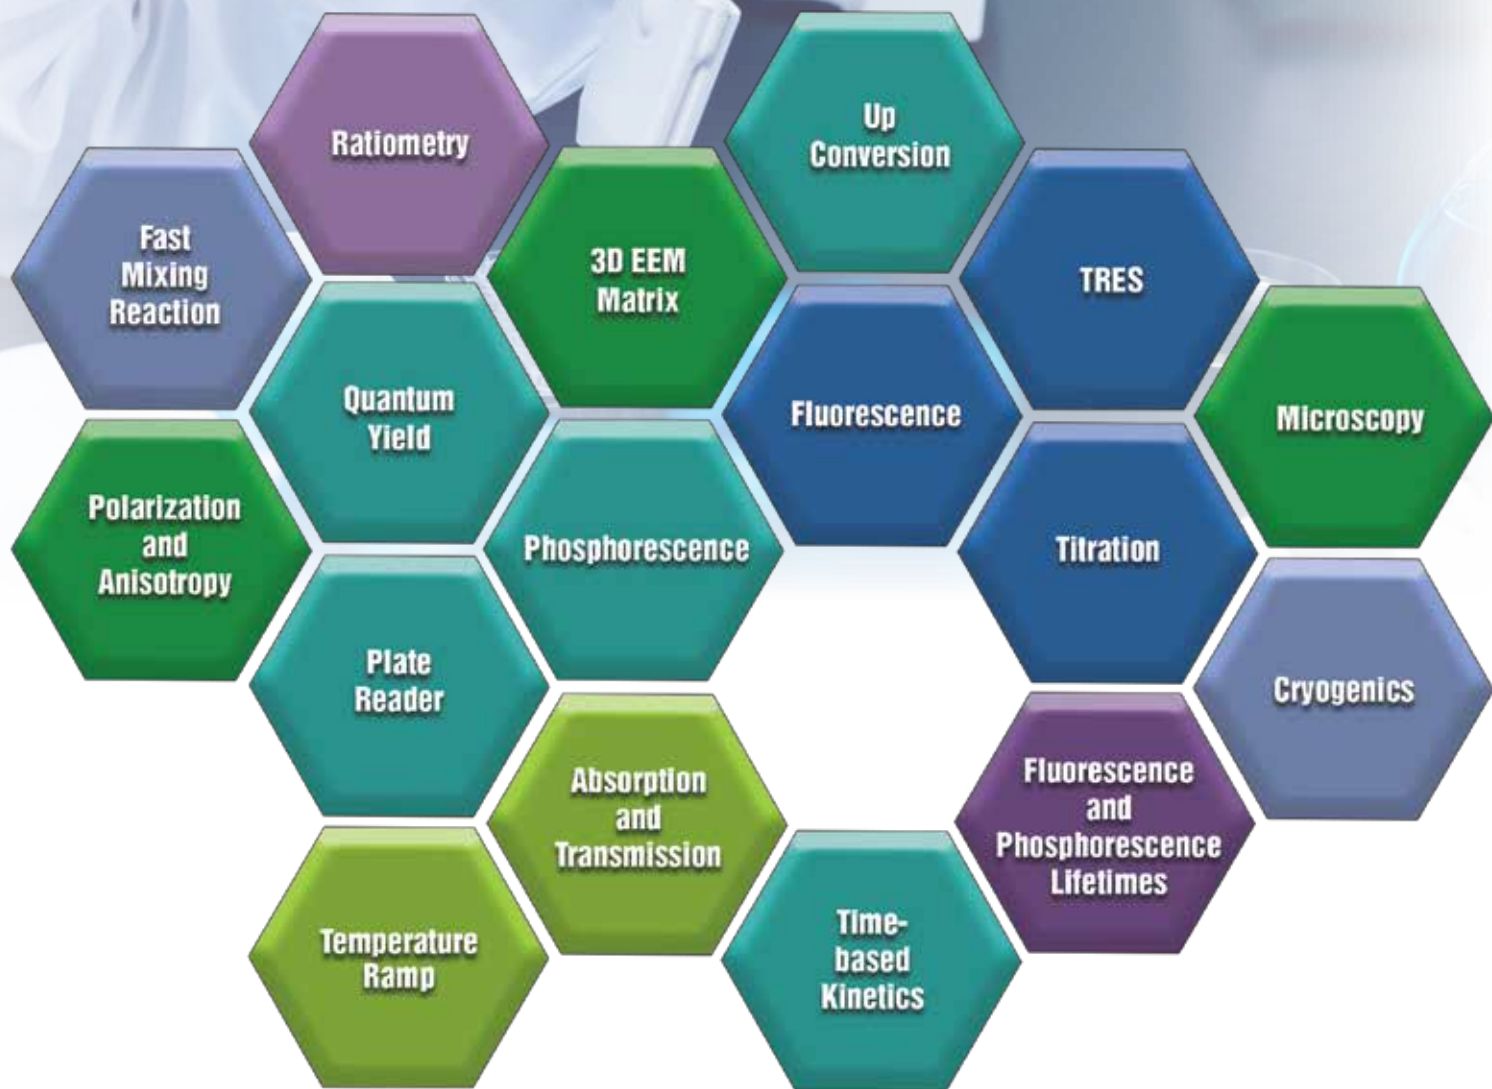 Ratiometry
Up
Conversion
Fast
Mixing
Reaction
3D EEM
Matrix
TRES
Quantum
Yield
Fluorescence
Microscopy
Polarization
and
Anisotropy
Phosphorescence
Titration
Plate
Reader
Cryogenics
Absorption
and
Transmission
Fluorescence
and
Phosphorescence
Lifetimes
Temperature
Ramp
Time-
based
Kinetics